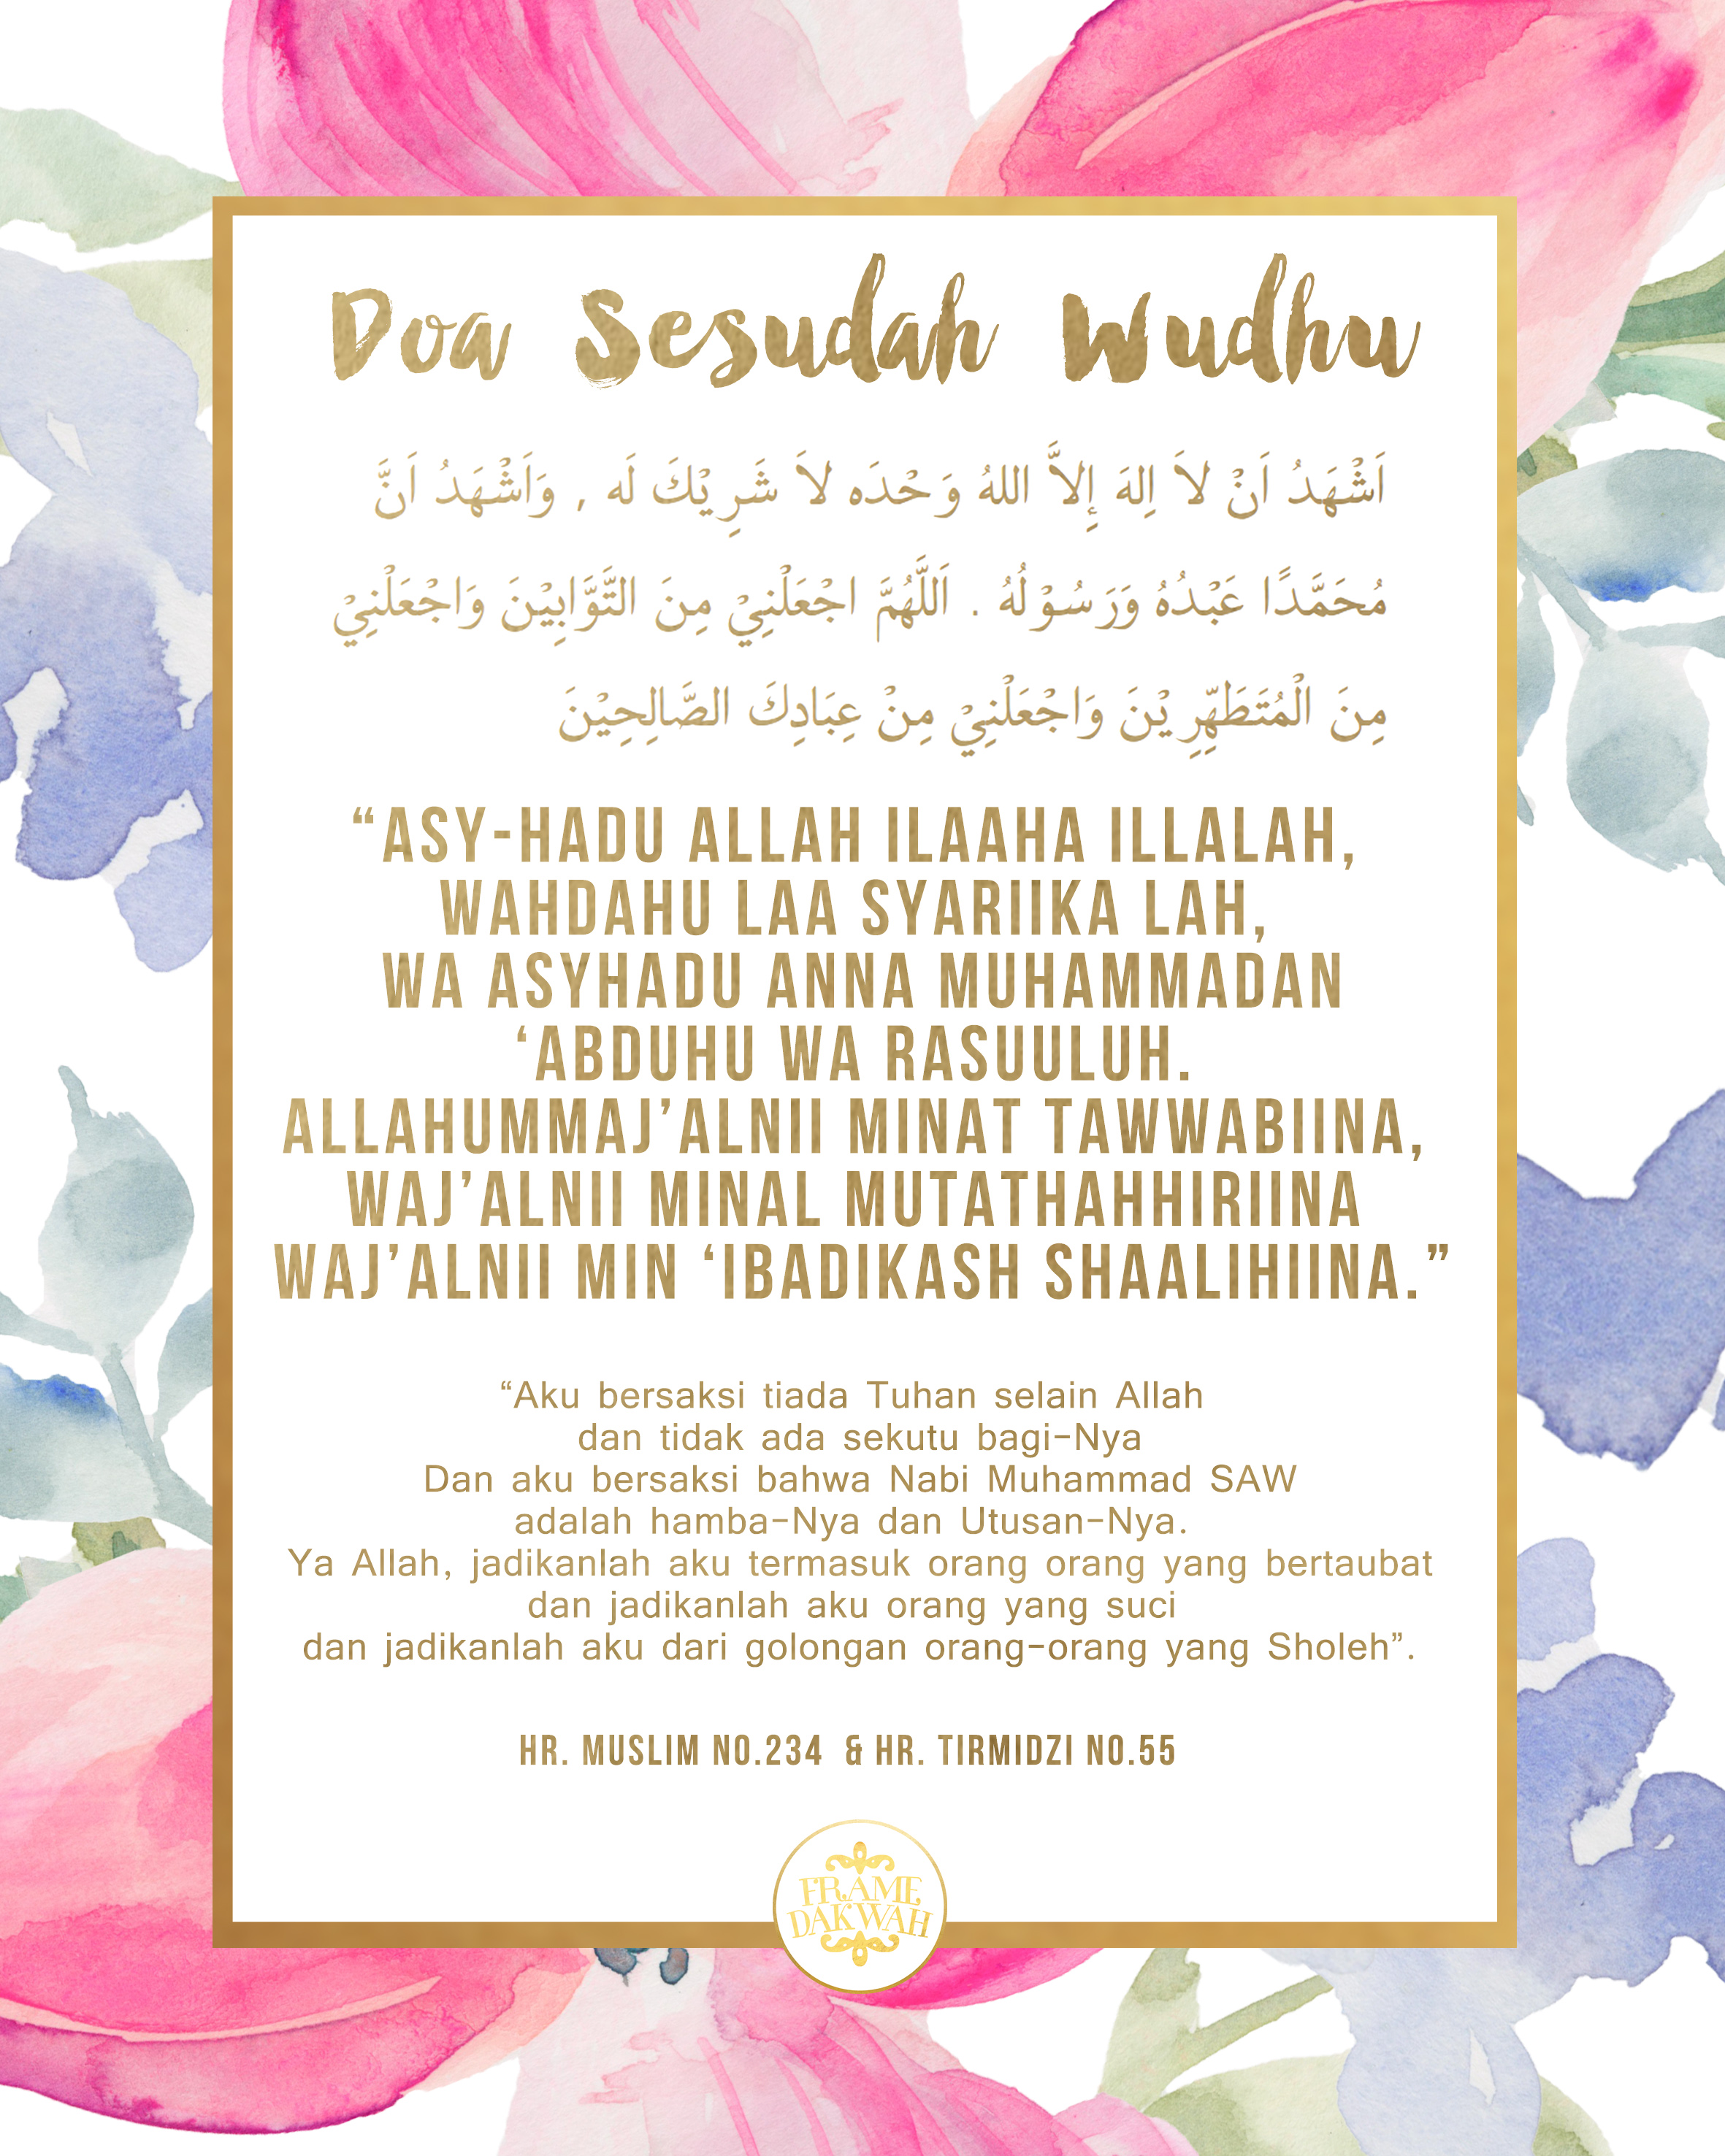 Doa Sesudah Wudhu
اَشْهَدُ اَنْ لاَ اِلهَ إِلاَّ اللهُ وَحْدَه لاَ شَرِيْكَ لَه , وَاَشْهَدُ اَنَّ
مُحَمَّدًا عَبْدُهُ وَرَسُوْلُهُ . اَللَّهُمَّ اجْعَلْنِيْ مِنَ التَّوَّابِيْنَ وَاجْعَلْنِيْ
مِنَ الْمُتَطَهِّرِيْنَ وَاجْعَلْنِيْ مِنْ عِبَادِكَ الصَّالِحِيْنَ
“ASY-HADU ALLAH ILAAHA ILLALAH,
WAHDAHU LAA SYARIIKA LAH,
WA ASYHADU ANNA MUHAMMADAN
‘ABDUHU WA RASUULUH.
ALLAHUMMAJ’ALNII MINAT TAWWABIINA,
WAJ’ALNII MINAL MUTATHAHHIRIINA
WAJ’ALNII MIN ‘IBADIKASH SHAALIHIINA.”
“Aku bersaksi tiada Tuhan selain Allah
dan tidak ada sekutu bagi-Nya
Dan aku bersaksi bahwa Nabi Muhammad SAW
adalah hamba-Nya dan Utusan-Nya.
Ya Allah, jadikanlah aku termasuk orang orang yang bertaubat
dan jadikanlah aku orang yang suci
dan jadikanlah aku dari golongan orang-orang yang Sholeh”.
HR. MUSLIM NO.234 & HR. TIRMIDZI NO.55
FRAME
DAKWAH